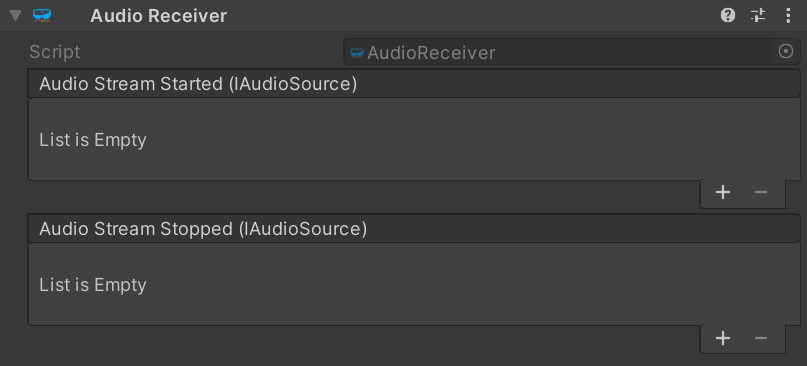 Audio Receiver
Script AudioReceiver
Audio Stream Started (IAudioSource)
List is Empty
+ −
Audio Stream Stopped (IAudioSource)
List is Empty
+ −